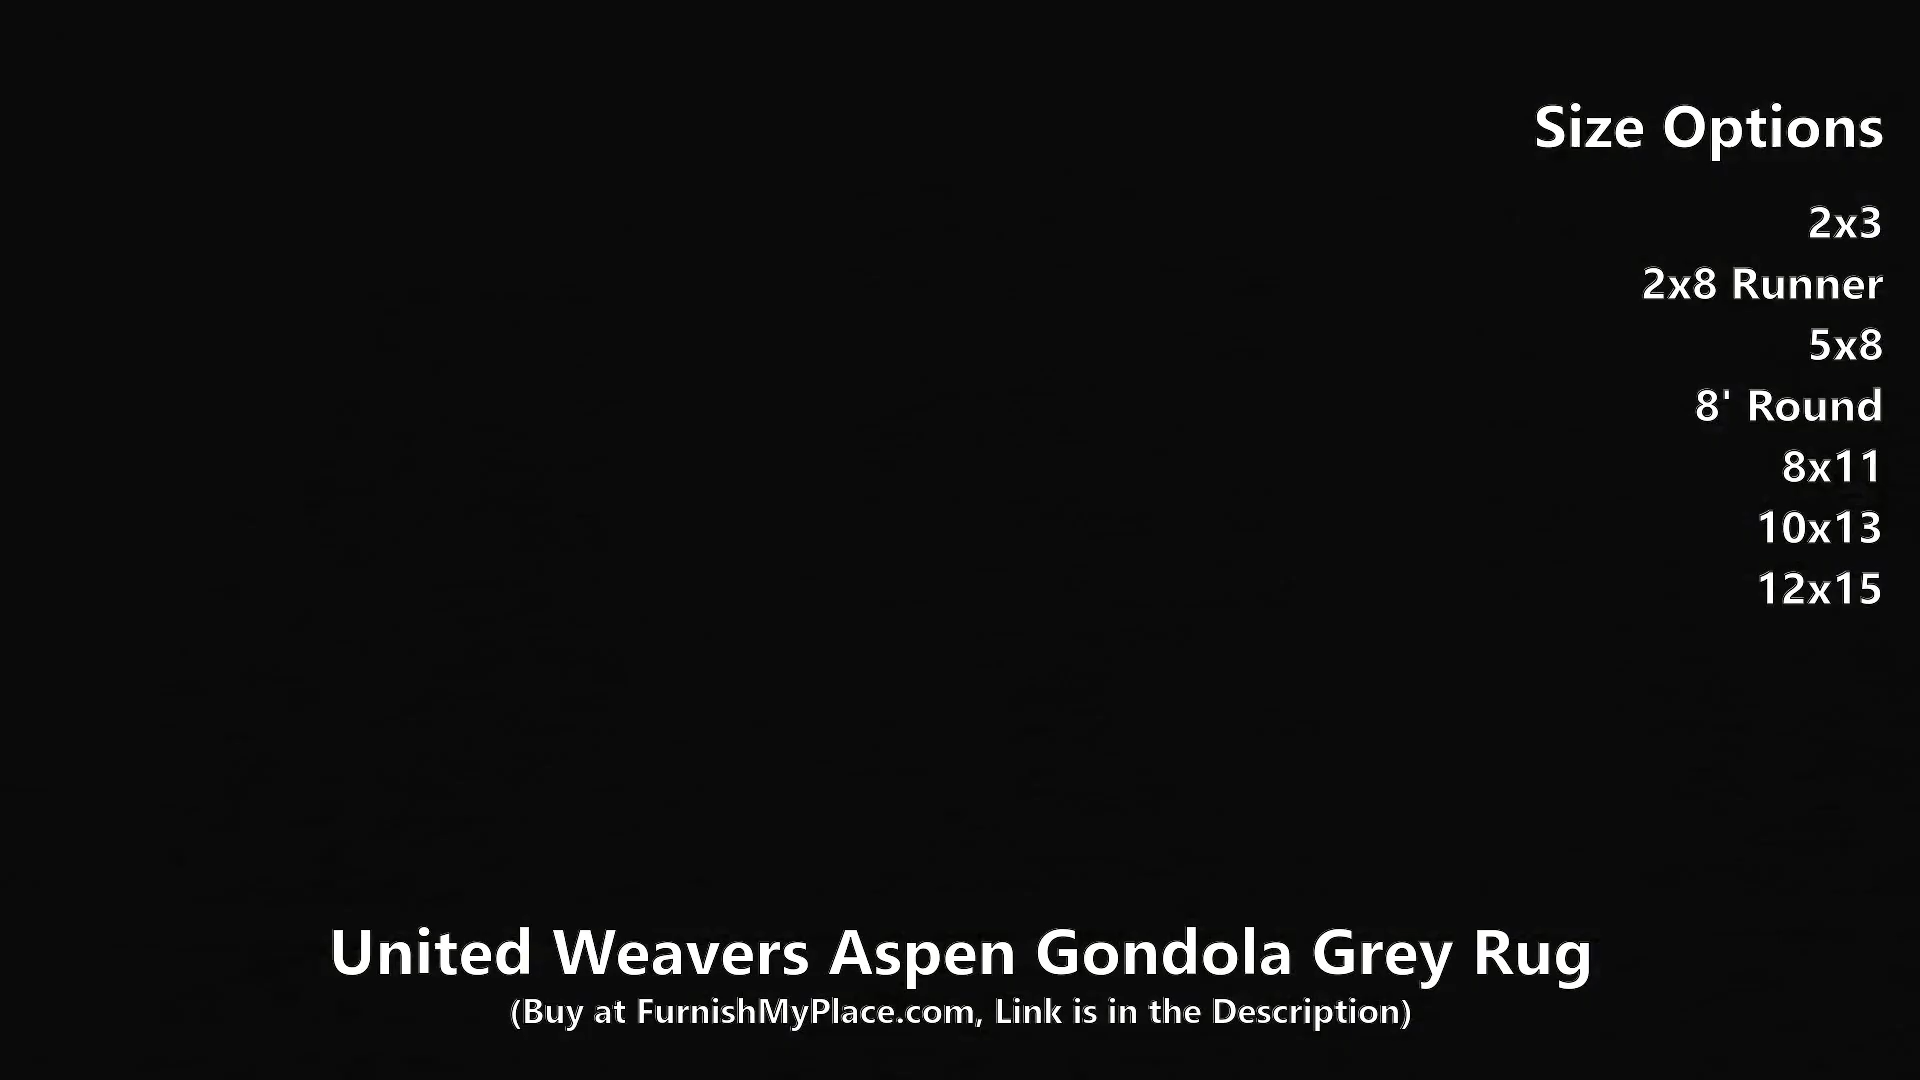 Size Options
2x3
2x8 Runner
5x8
8' Round
8x11
10x13
12x15
United Weavers Aspen Gondola Grey Rug
(Buy at FurnishMyPlace.com, Link is in the Description)